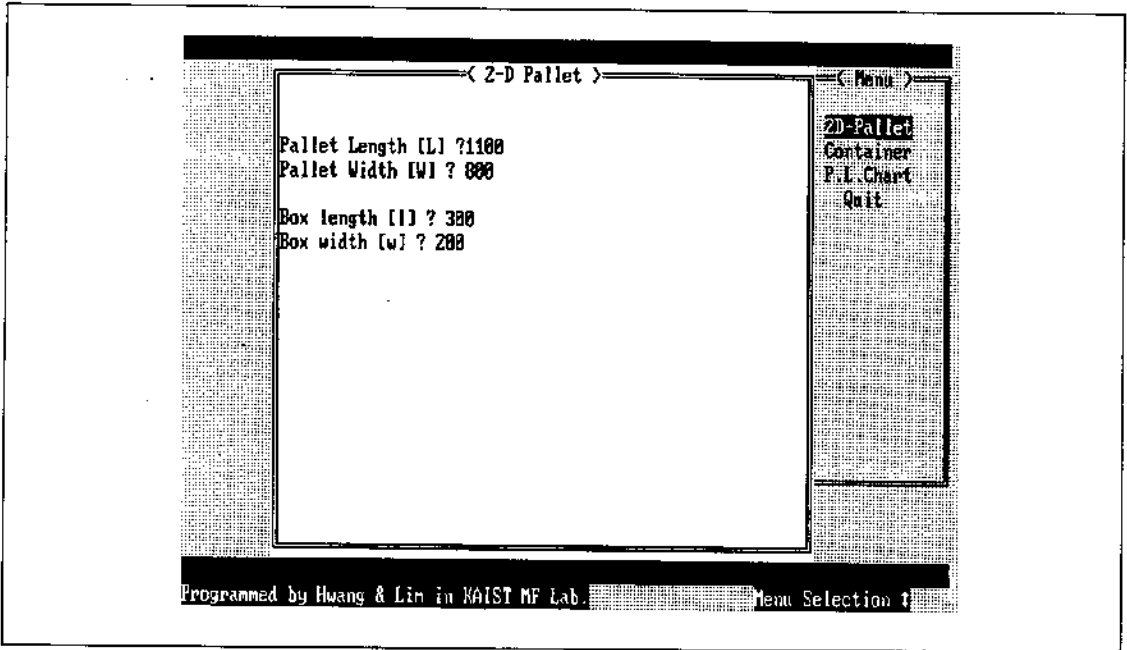 < 2-D Pallet >
Pallet Length [L] ?1100
Pallet Width [W] ? 800
Box length [l] ? 300
Box width [w] ? 200
< Menu >
2D-Pallet
Container
P.L.Chart
Quit
Programmed by Hwang & Lim in KAIST MF Lab.
Menu Selection ↕